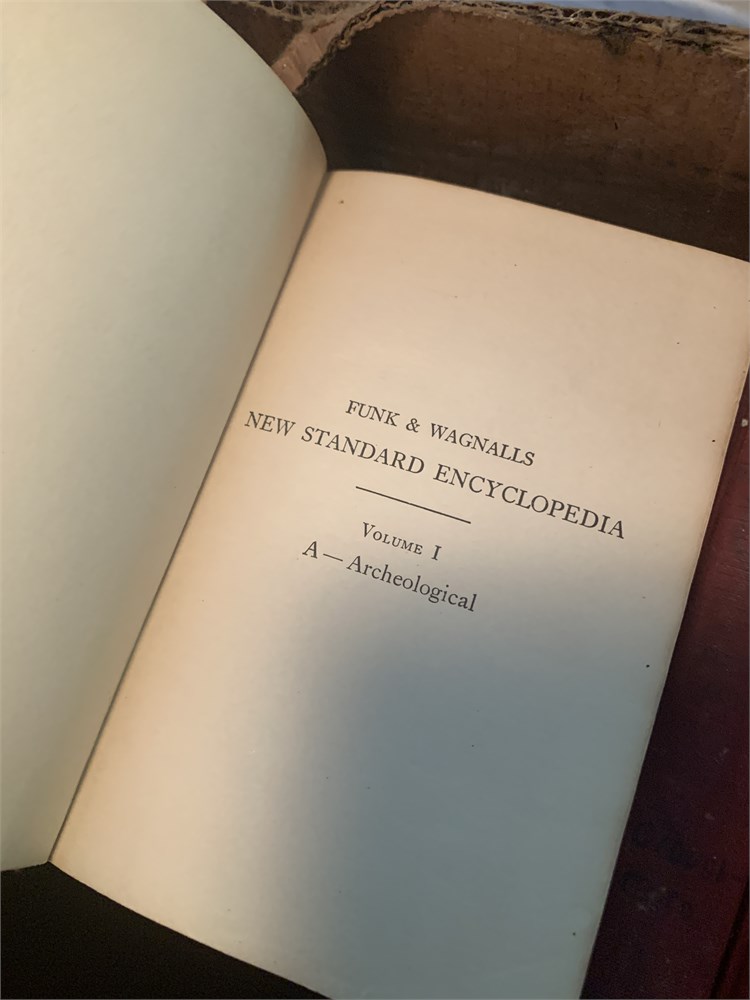 FUNK & WAGNALLS
NEW STANDARD ENCYCLOPEDIA
VOLUME I
A — Archeological